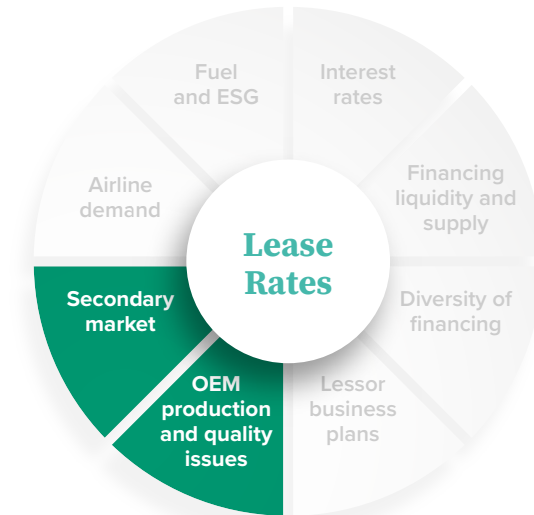 Fuel
and ESG
Interest
rates
Airline
demand
Financing
liquidity and
supply
Lease
Rates
Secondary
market
Diversity of
financing
OEM
production
and quality
issues
Lessor
business
plans